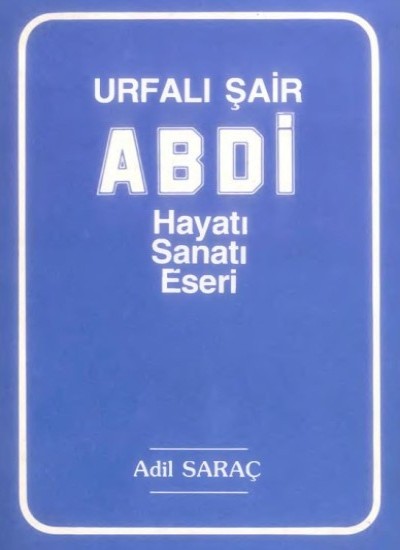 URFALI ŞAİR
ABDİ
Hayatı
Sanatı
Eseri
Adil SARAÇ